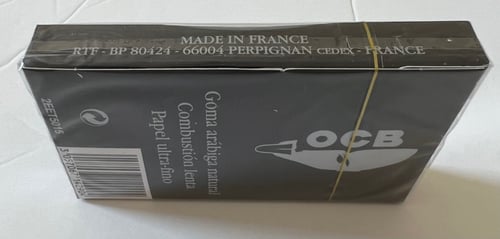 MADE IN FRANCE
RTF - BP 80424 - 66004 PERPIGNAN CEDEX - FRANCE
OCB
Goma arábiga natural
Combustión lenta
Papel ultra-fino
2EET5015